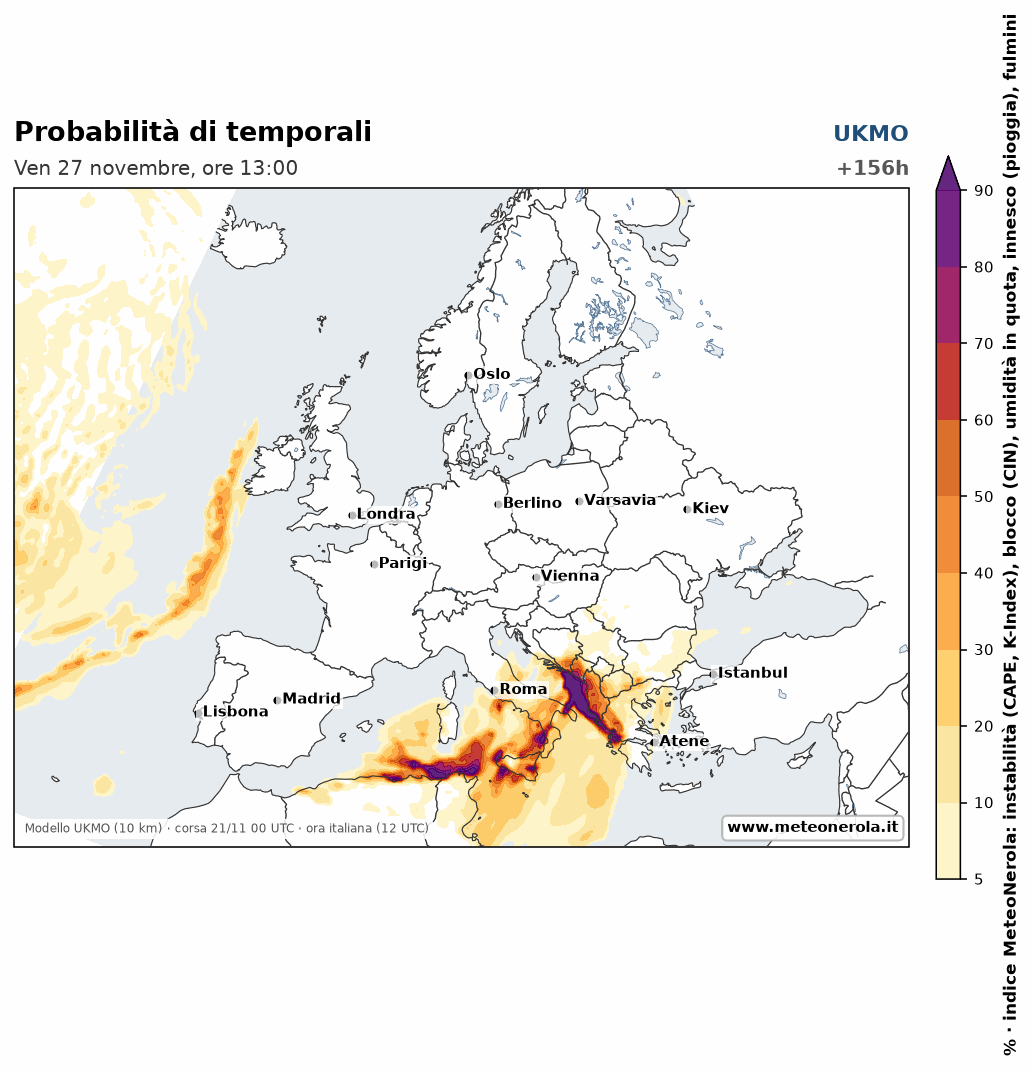 Probabilità di temporali
UKMO
Ven 27 novembre, ore 13:00
+156h
Oslo
Londra
Berlino
Varsavia
Kiev
Parigi
Vienna
Istanbul
Roma
Madrid
Lisbona
Atene
Modello UKMO (10 km) · corsa 21/11 00 UTC · ora italiana (12 UTC)
www.meteonerola.it
90
80
70
60
50
40
30
20
10
5
% · indice MeteoNerola: instabilità (CAPE, K-Index), blocco (CIN), umidità in quota, innesco (pioggia), fulmini